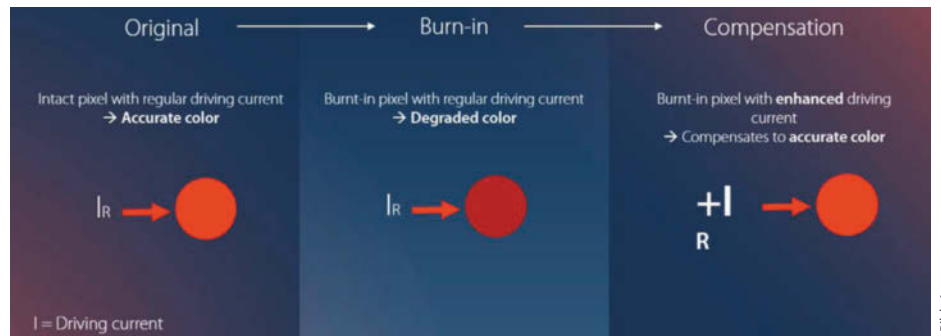 Original
Burn-in
Compensation
Intact pixel with regular driving current
→ Accurate color
Burnt-in pixel with regular driving current
→ Degraded color
Burnt-in pixel with enhanced driving
current
→ Compensates to accurate color
IR
IR
+I
R
I = Driving current